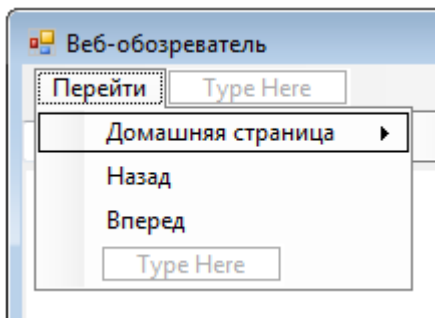 Веб-обозреватель
Перейти Type Here
Домашняя страница
Назад
Вперед
Type Here